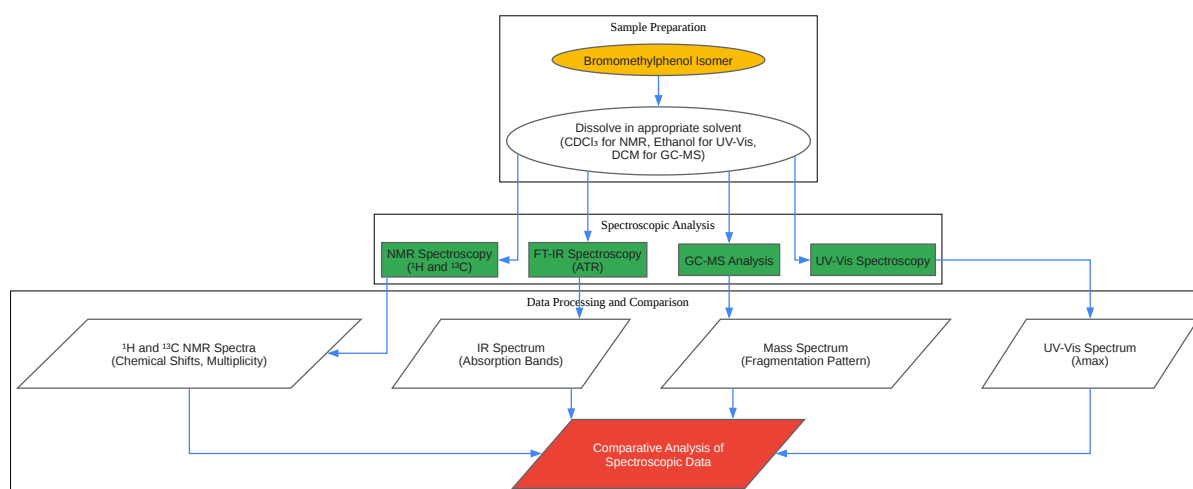 Sample Preparation
Bromomethylphenol Isomer
Dissolve in appropriate solvent
(CDCl₃ for NMR, Ethanol for UV-Vis,
DCM for GC-MS)
Spectroscopic Analysis
NMR Spectroscopy
(¹H and ¹³C)
FT-IR Spectroscopy
(ATR)
GC-MS Analysis
UV-Vis Spectroscopy
Data Processing and Comparison
¹H and ¹³C NMR Spectra
(Chemical Shifts, Multiplicity)
IR Spectrum
(Absorption Bands)
Mass Spectrum
(Fragmentation Pattern)
UV-Vis Spectrum
(λmax)
Comparative Analysis of
Spectroscopic Data